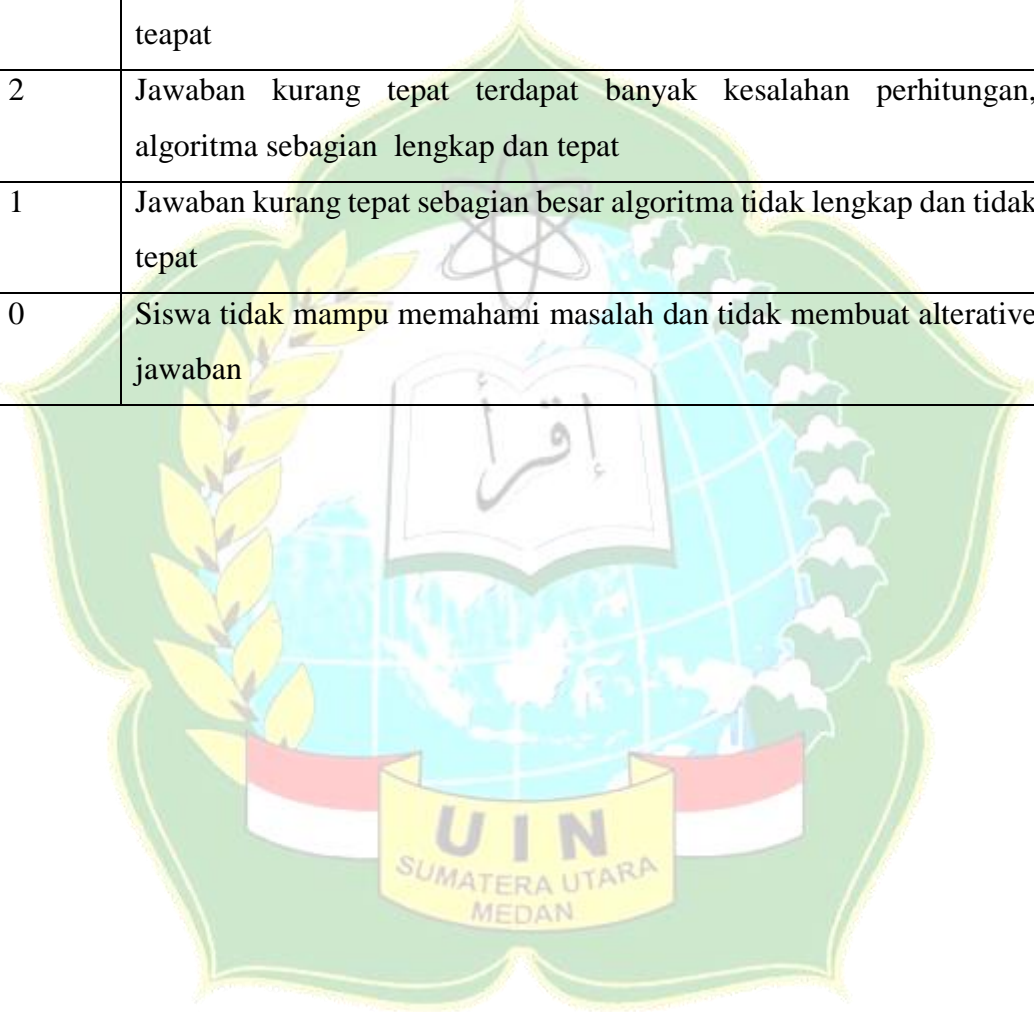 teapat
2 Jawaban kurang tepat terdapat banyak kesalahan perhitungan,
algoritma sebagian lengkap dan tepat
1 Jawaban kurang tepat sebagian besar algoritma tidak lengkap dan tidak
tepat
0 Siswa tidak mampu memahami masalah dan tidak membuat alterative
jawaban
إقرأ
UIN
SUMATERA UTARA
MEDAN